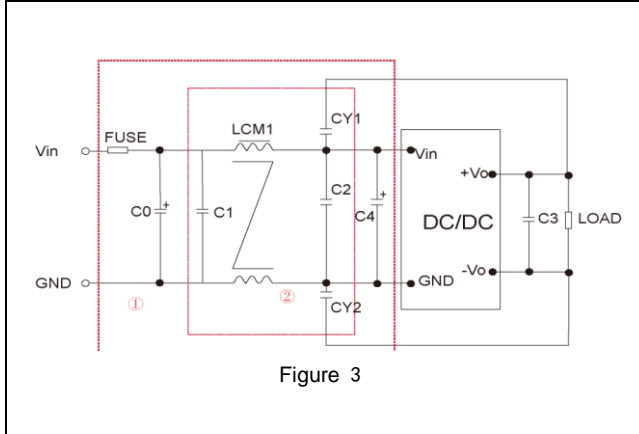 FUSE
LCM1
CY1
Vin
Vin
+Vo
C0
+
C1
C2
C4
+
DC/DC
C3
LOAD
GND
GND
-Vo
①
②
CY2
Figure 3